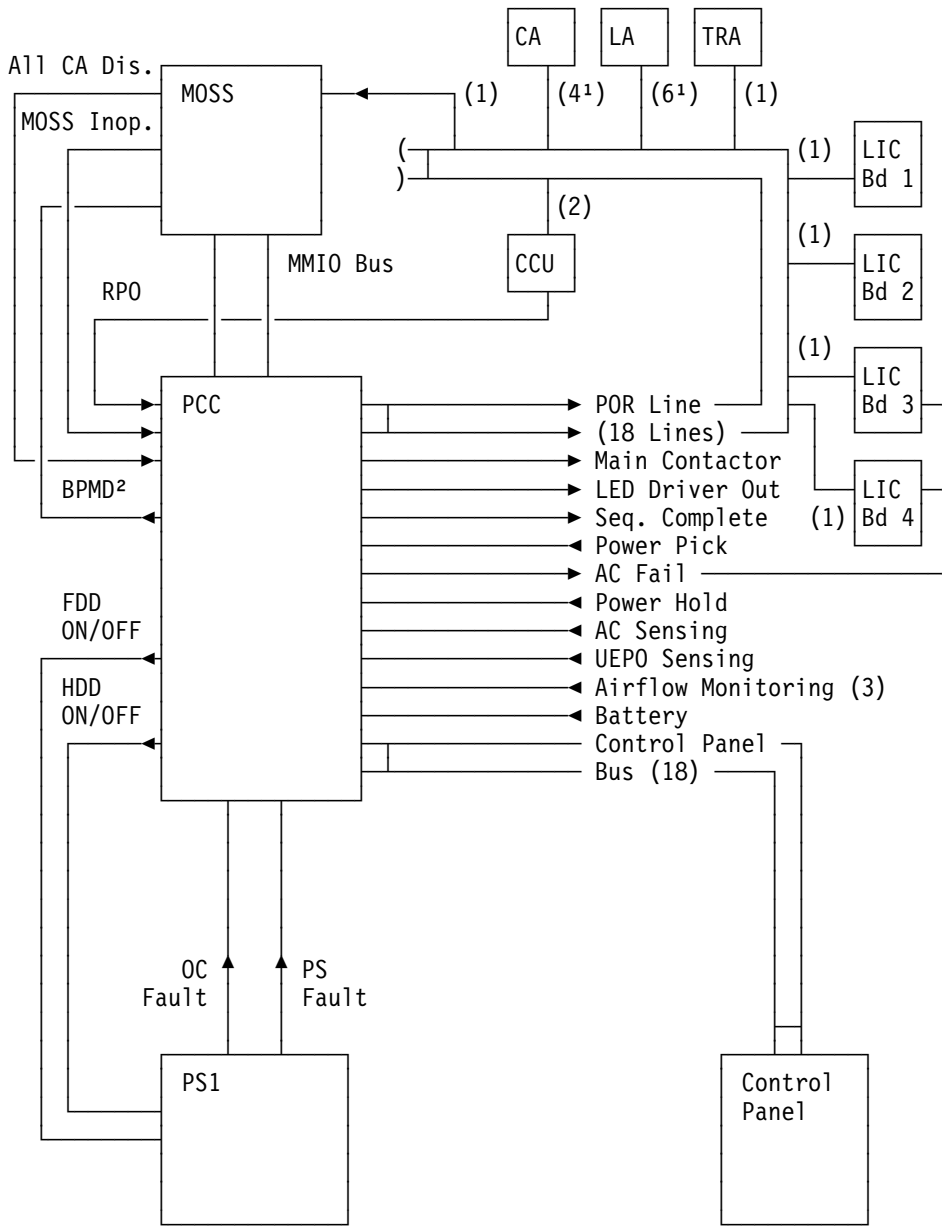 CA LA TRA
All CA Dis.
MOSS (1) (4¹) (6¹) (1)
MOSS Inop.
( (1) LIC
) Bd 1
(2)
(1)
MMIO Bus CCU LIC
RPO Bd 2
(1)
LIC
PCC POR Line Bd 3
(18 Lines)
Main Contactor
BPMD² LED Driver Out LIC
Seq. Complete (1) Bd 4
Power Pick
AC Fail
FDD Power Hold
ON/OFF AC Sensing
UEPO Sensing
HDD Airflow Monitoring (3)
ON/OFF Battery
Control Panel
Bus (18)
OC PS
Fault Fault
PS1 Control
Panel